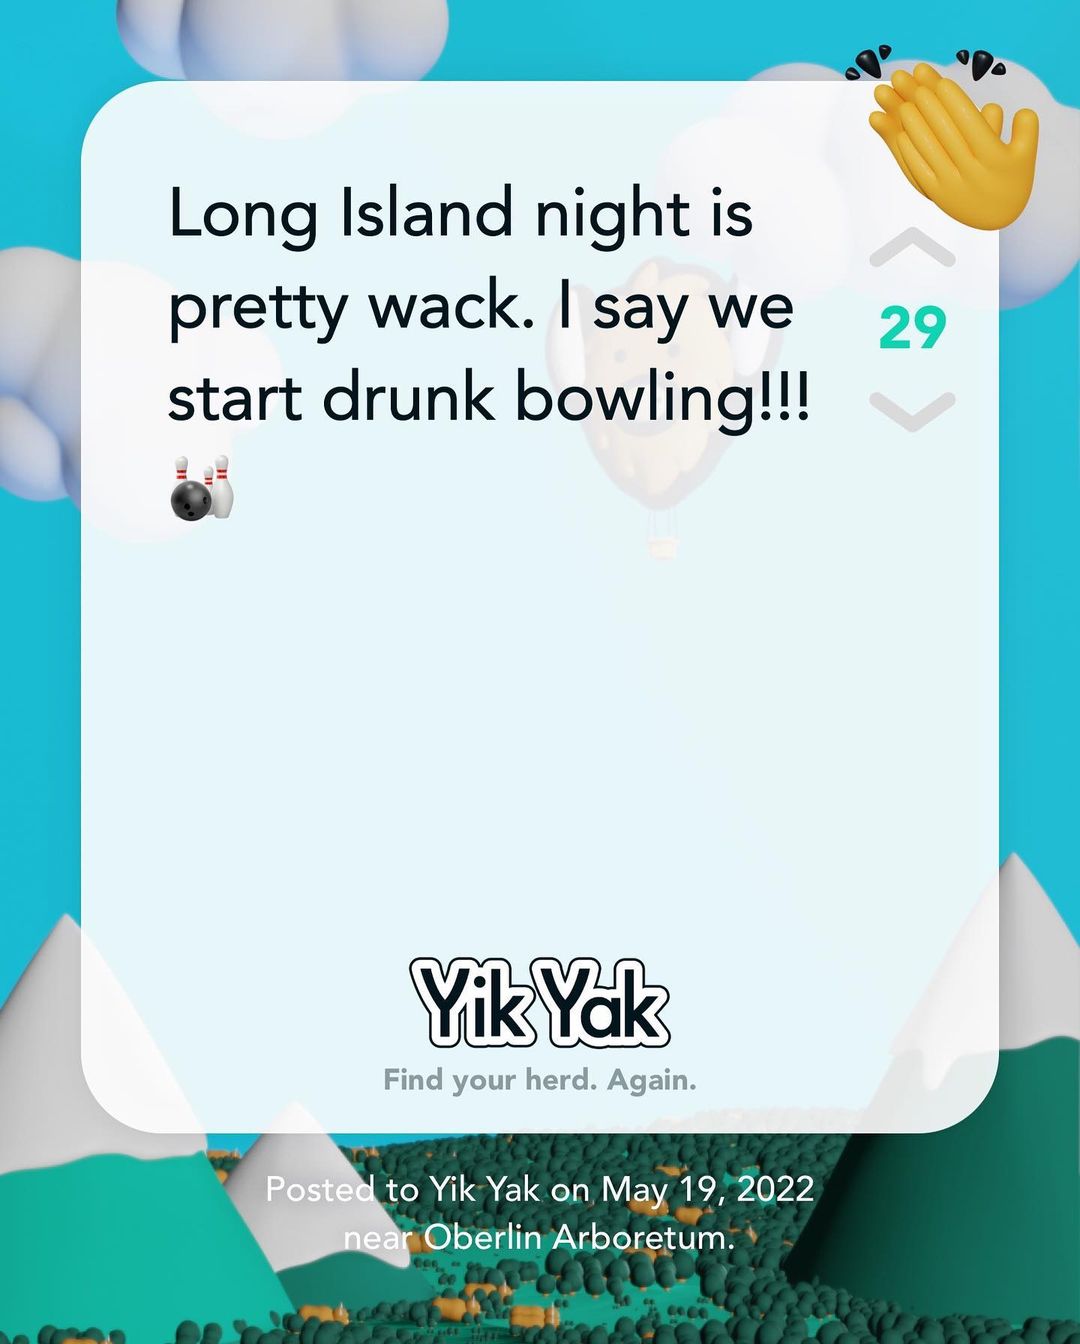 Long Island night is
pretty wack. I say we
start drunk bowling!!!
🎳
29
Yik Yak
Find your herd. Again.
Posted to Yik Yak on May 19, 2022
near Oberlin Arboretum.